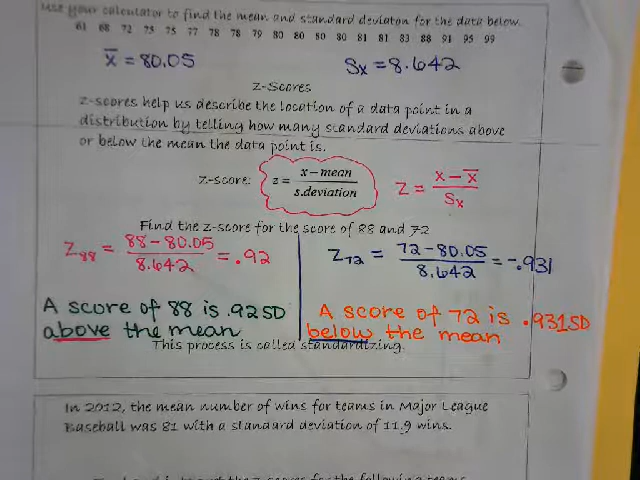 use your calculator to find the mean and standard deviaton for the data below.
61 68 72 73 75 77 78 78 79 80 80 80 80 81 81 83 88 91 95 99
x̄ = 80.05 Sx = 8.642
z-Scores
z-scores help us describe the location of a data point in a
distribution by telling how many standard deviations above
or below the mean the data point is.
z-score: z = x – mean / s.deviation z = x – x̄ / Sx
Find the z-score for the score of 88 and 72
z88 = 88 – 80.05 / 8.642 = .92
z72 = 72 – 80.05 / 8.642 = -.931
A score of 88 is .92SD
above the mean
A score of 72 is .931SD
below the mean
This process is called standardizing.
In 2012, the mean number of wins for teams in Major League
Baseball was 81 with a standard deviation of 11.9 wins.